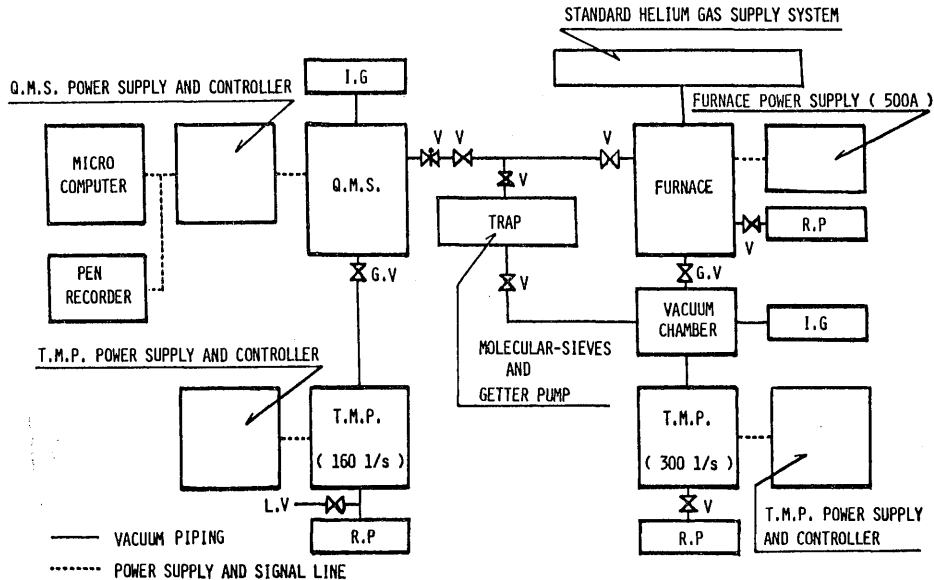 STANDARD HELIUM GAS SUPPLY SYSTEM
Q.M.S. POWER SUPPLY AND CONTROLLER
I.G
FURNACE POWER SUPPLY ( 500A )
MICRO
COMPUTER
Q.M.S.
V
V
V
FURNACE
V
TRAP
R.P
V
PEN
RECORDER
G.V
V
G.V
VACUUM
CHAMBER
I.G
T.M.P. POWER SUPPLY AND CONTROLLER
MOLECULAR-SIEVES
AND
GETTER PUMP
T.M.P.
( 160 l/s )
T.M.P.
( 300 l/s )
L.V
V
R.P
R.P
T.M.P. POWER SUPPLY
AND CONTROLLER
VACUUM PIPING
POWER SUPPLY AND SIGNAL LINE